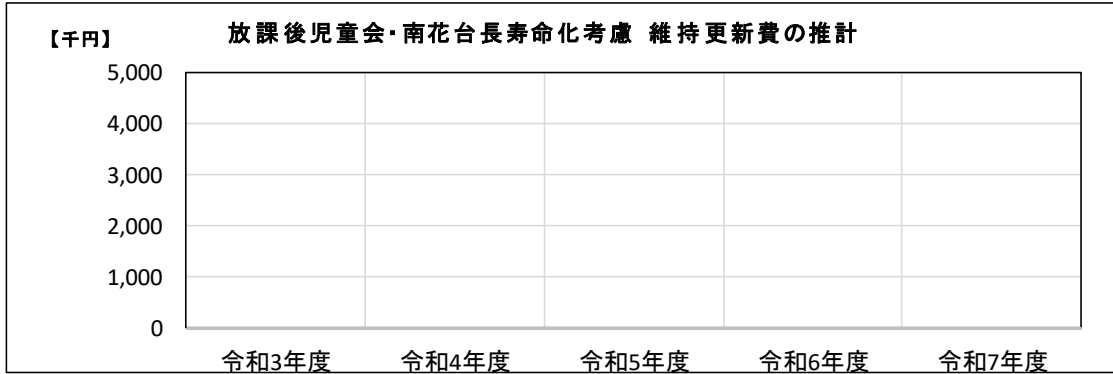 【千円】
放課後児童会・南花台長寿命化考慮 維持更新費の推計
5,000
4,000
3,000
2,000
1,000
0
令和3年度 令和4年度 令和5年度 令和6年度 令和7年度